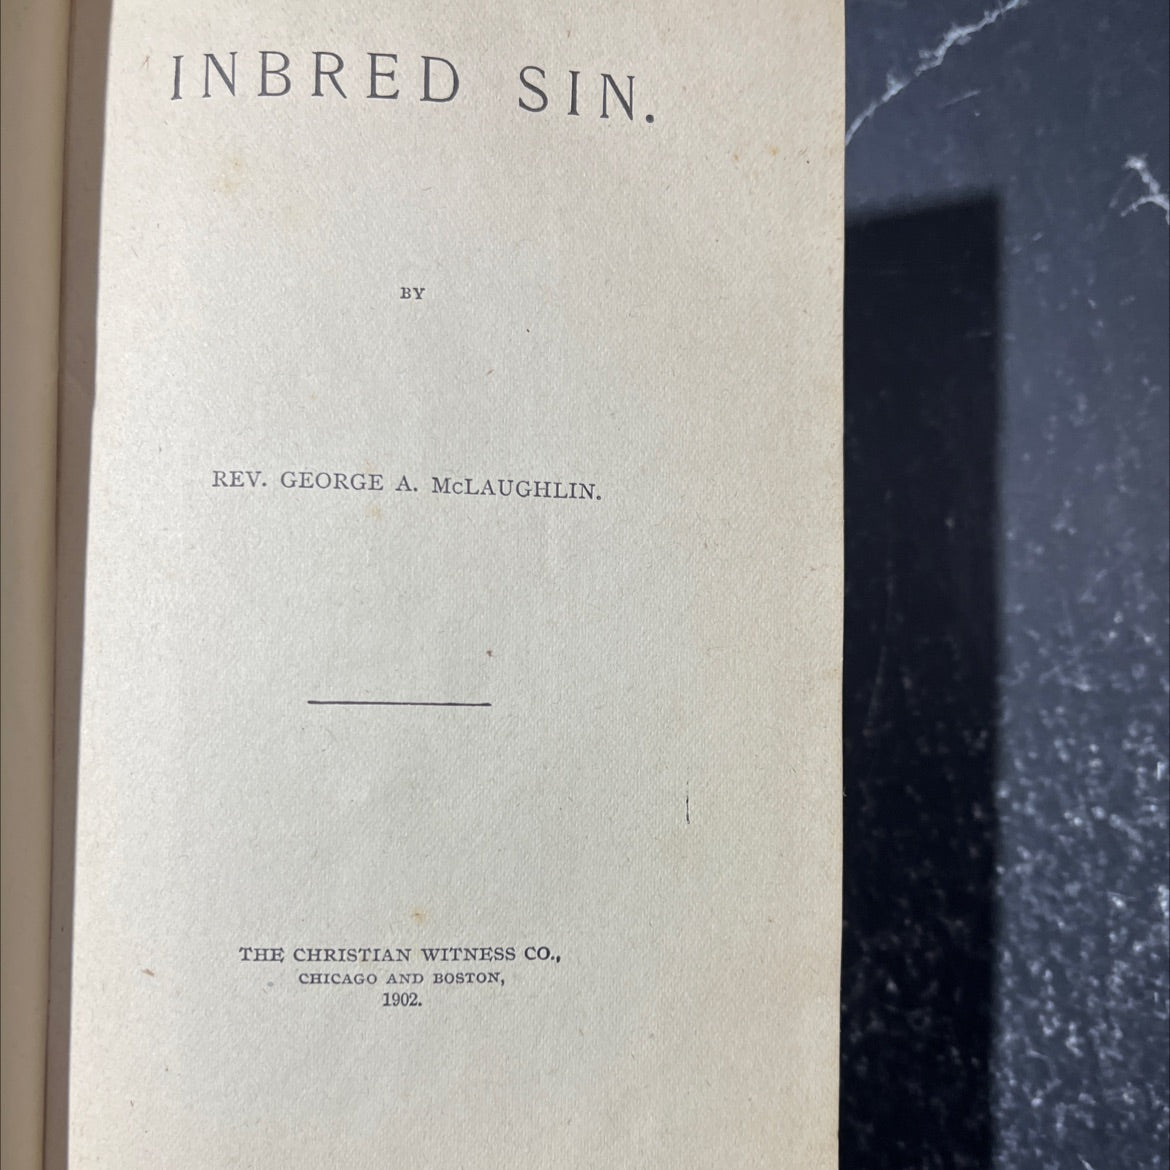 INBRED SIN.
BY
REV. GEORGE A. McLAUGHLIN.
THE CHRISTIAN WITNESS CO.,
CHICAGO AND BOSTON,
1902.